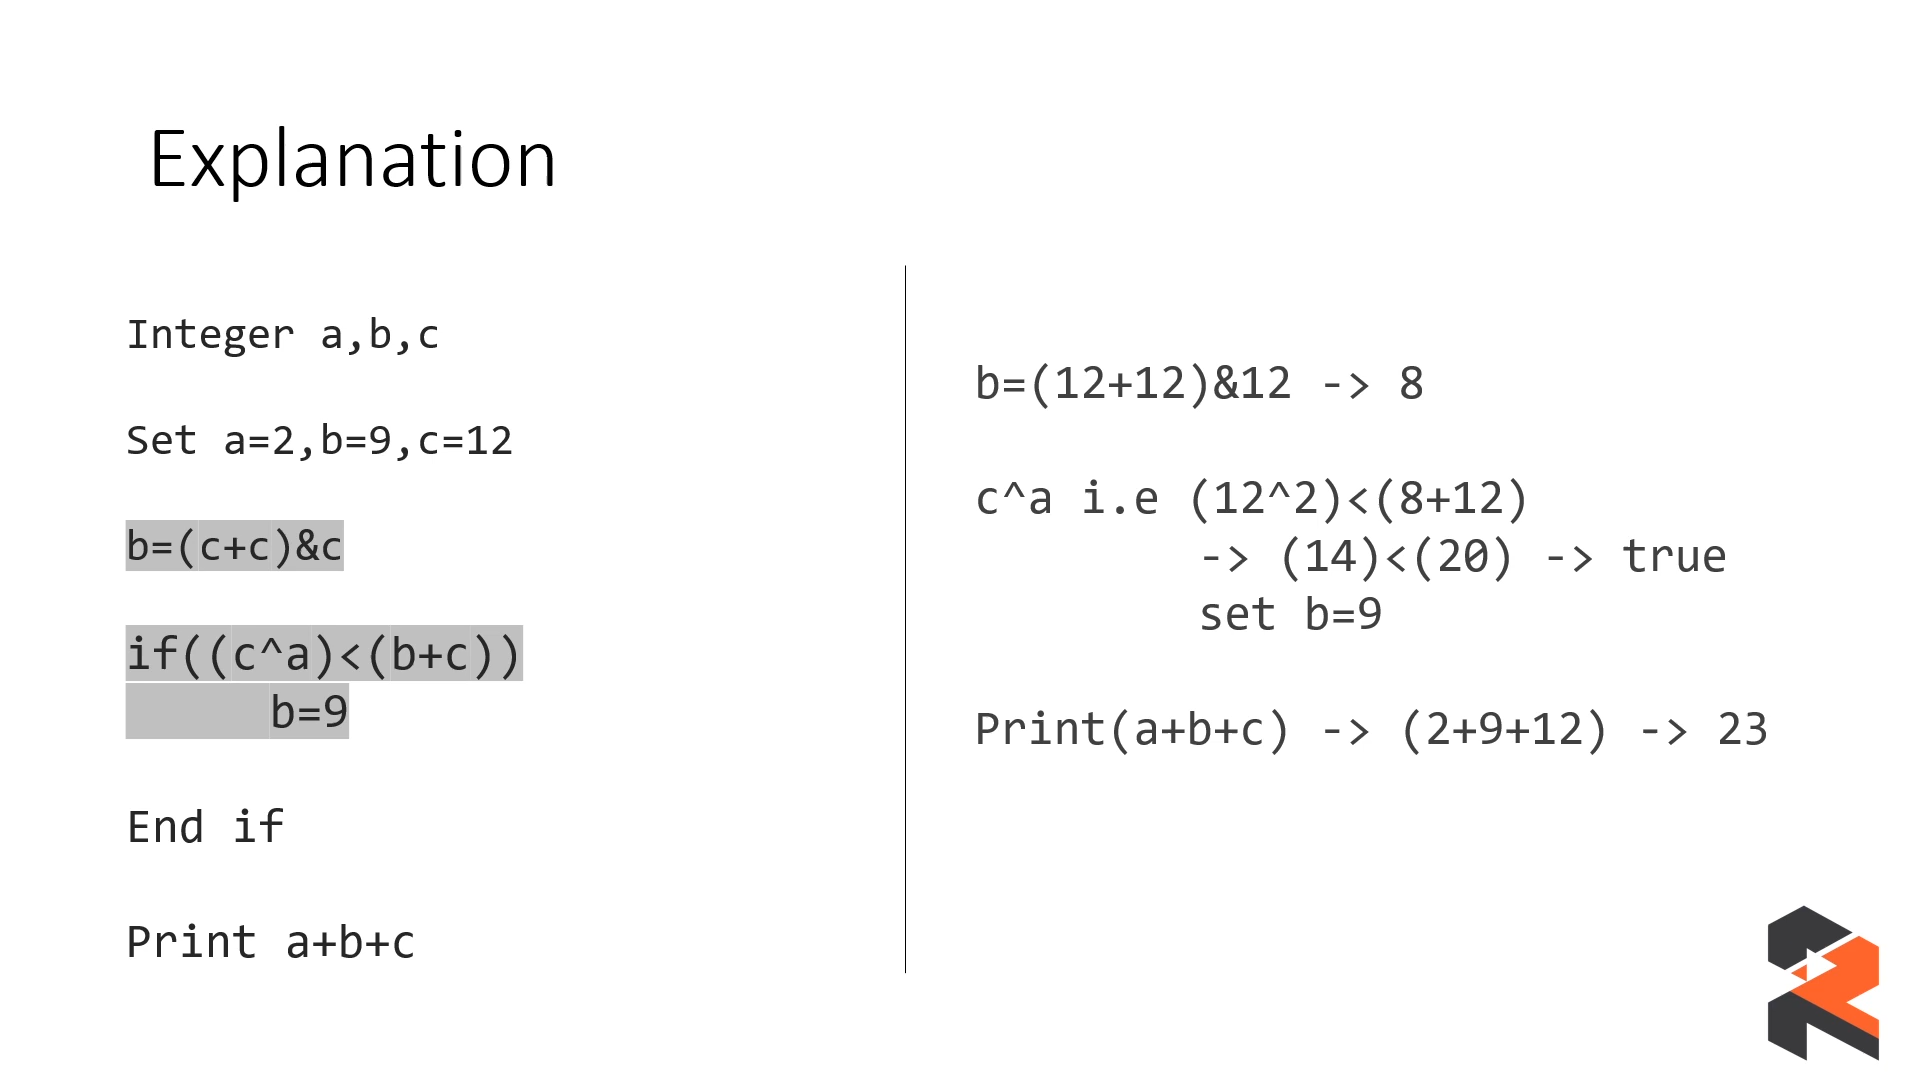 Explanation
Integer a,b,c
Set a=2,b=9,c=12
b=(c+c)&c
if((c^a)<(b+c))
b=9
End if
Print a+b+c
b=(12+12)&12 -> 8
c^a i.e (12^2)<(8+12)
-> (14)<(20) -> true
set b=9
Print(a+b+c) -> (2+9+12) -> 23